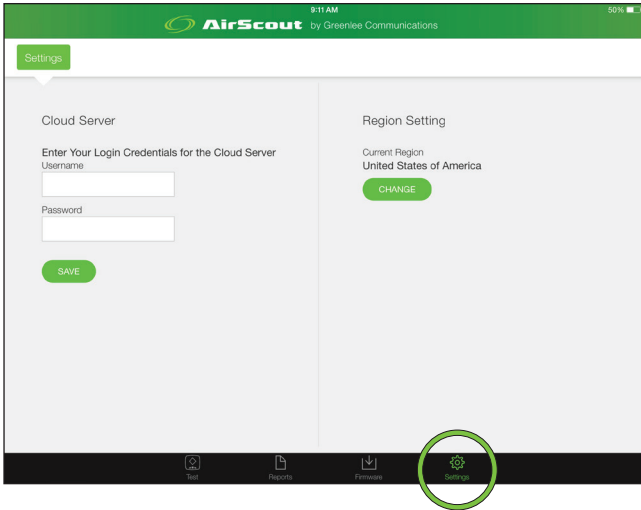 9:11 AM
50%
AirScout by Greenlee Communications
Settings
Cloud Server
Enter Your Login Credentials for the Cloud Server
Username
Password
SAVE
Region Setting
Current Region
United States of America
CHANGE
Test
Reports
Firmware
Settings